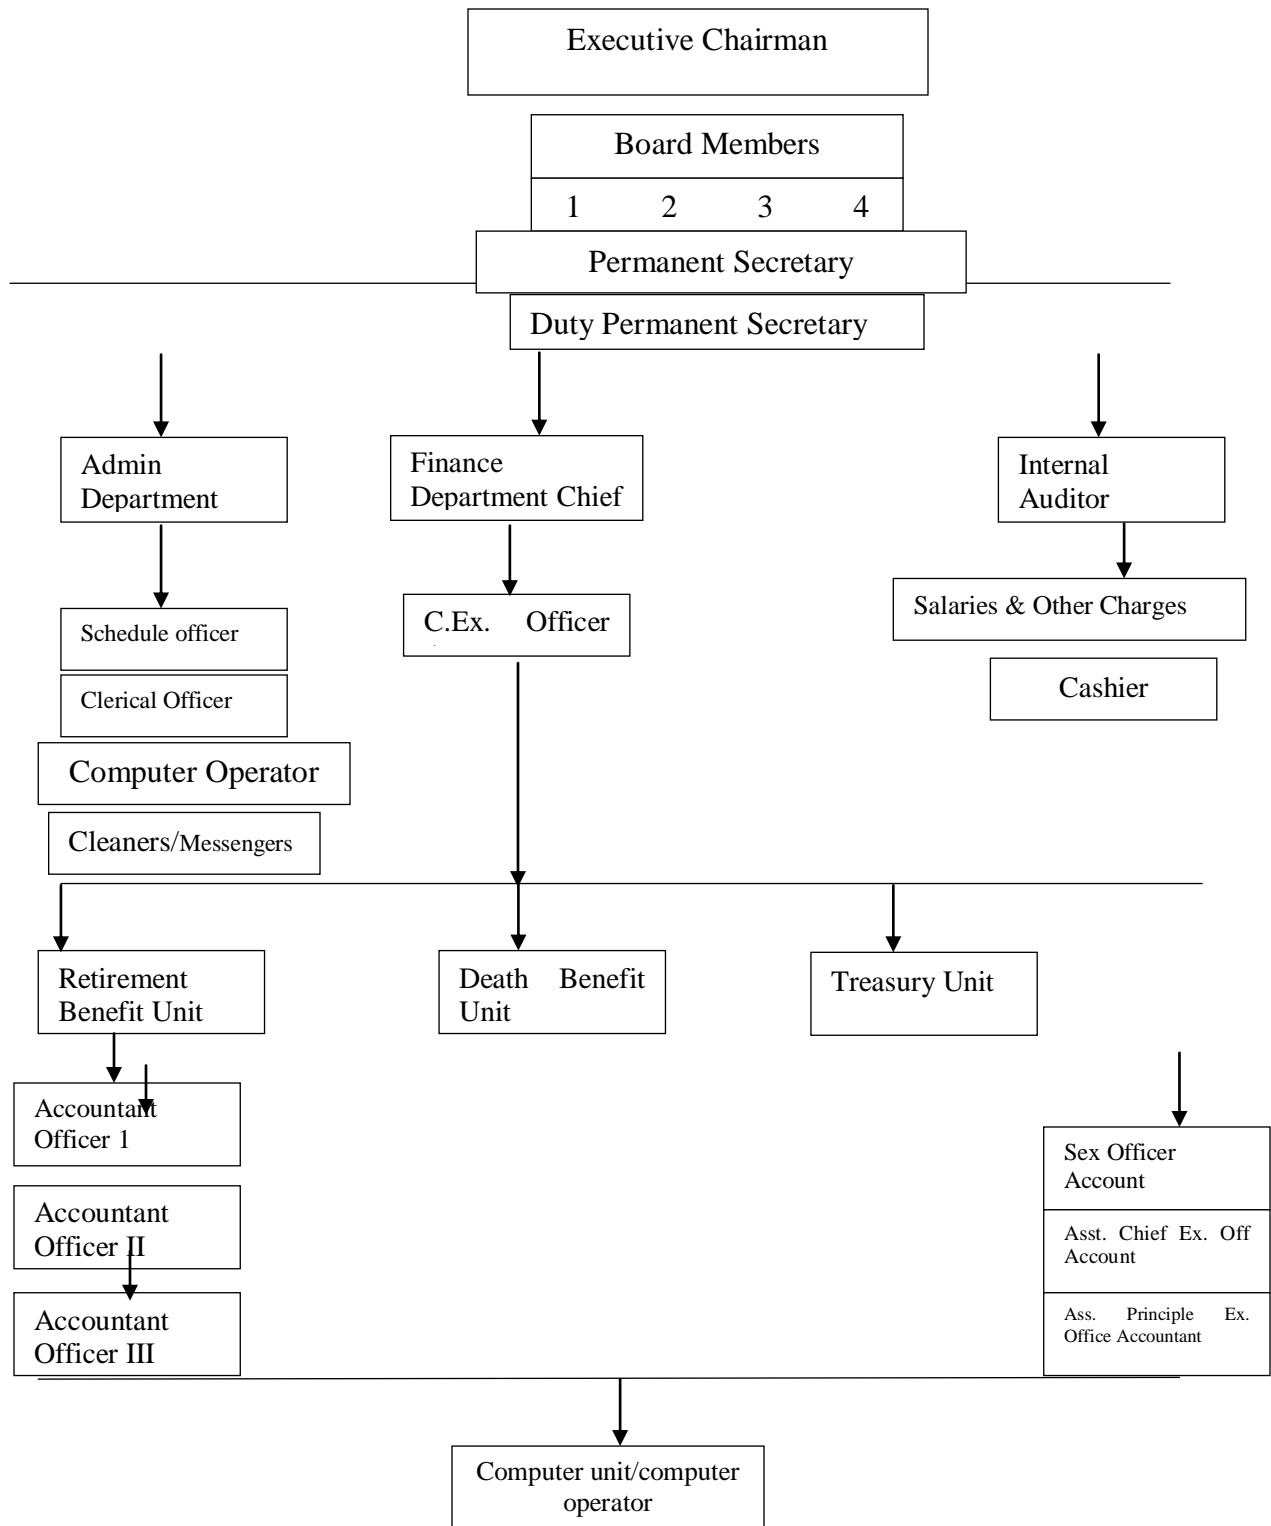 Executive Chairman
Board Members
1 2 3 4
Permanent Secretary
Duty Permanent Secretary
Admin
Department
Finance
Department Chief
Internal
Auditor
Schedule officer
C.Ex. Officer
Salaries & Other Charges
Clerical Officer
Cashier
Computer Operator
Cleaners/Messengers
Retirement
Benefit Unit
Death Benefit
Unit
Treasury Unit
Accountant
Officer 1
Accountant
Officer II
Accountant
Officer III
Sex Officer
Account
Asst. Chief Ex. Off
Account
Ass. Principle Ex.
Office Accountant
Computer unit/computer
operator